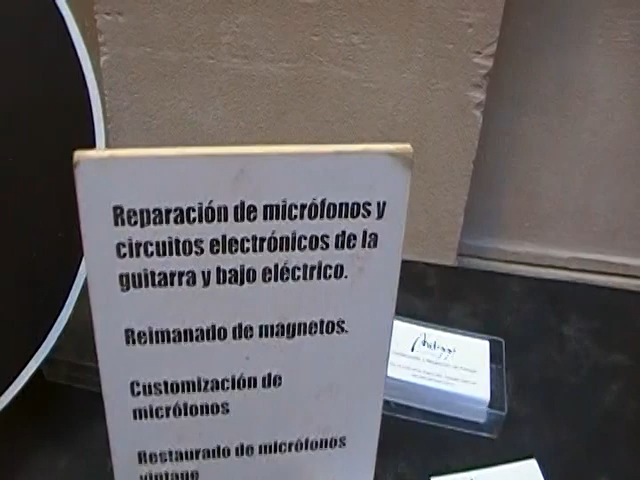 Reparación de micrófonos y
circuitos electrónicos de la
guitarra y bajo eléctrico.
Reimanado de magnetos.
Customización de
micrófonos
Restaurado de micrófonos
vintage